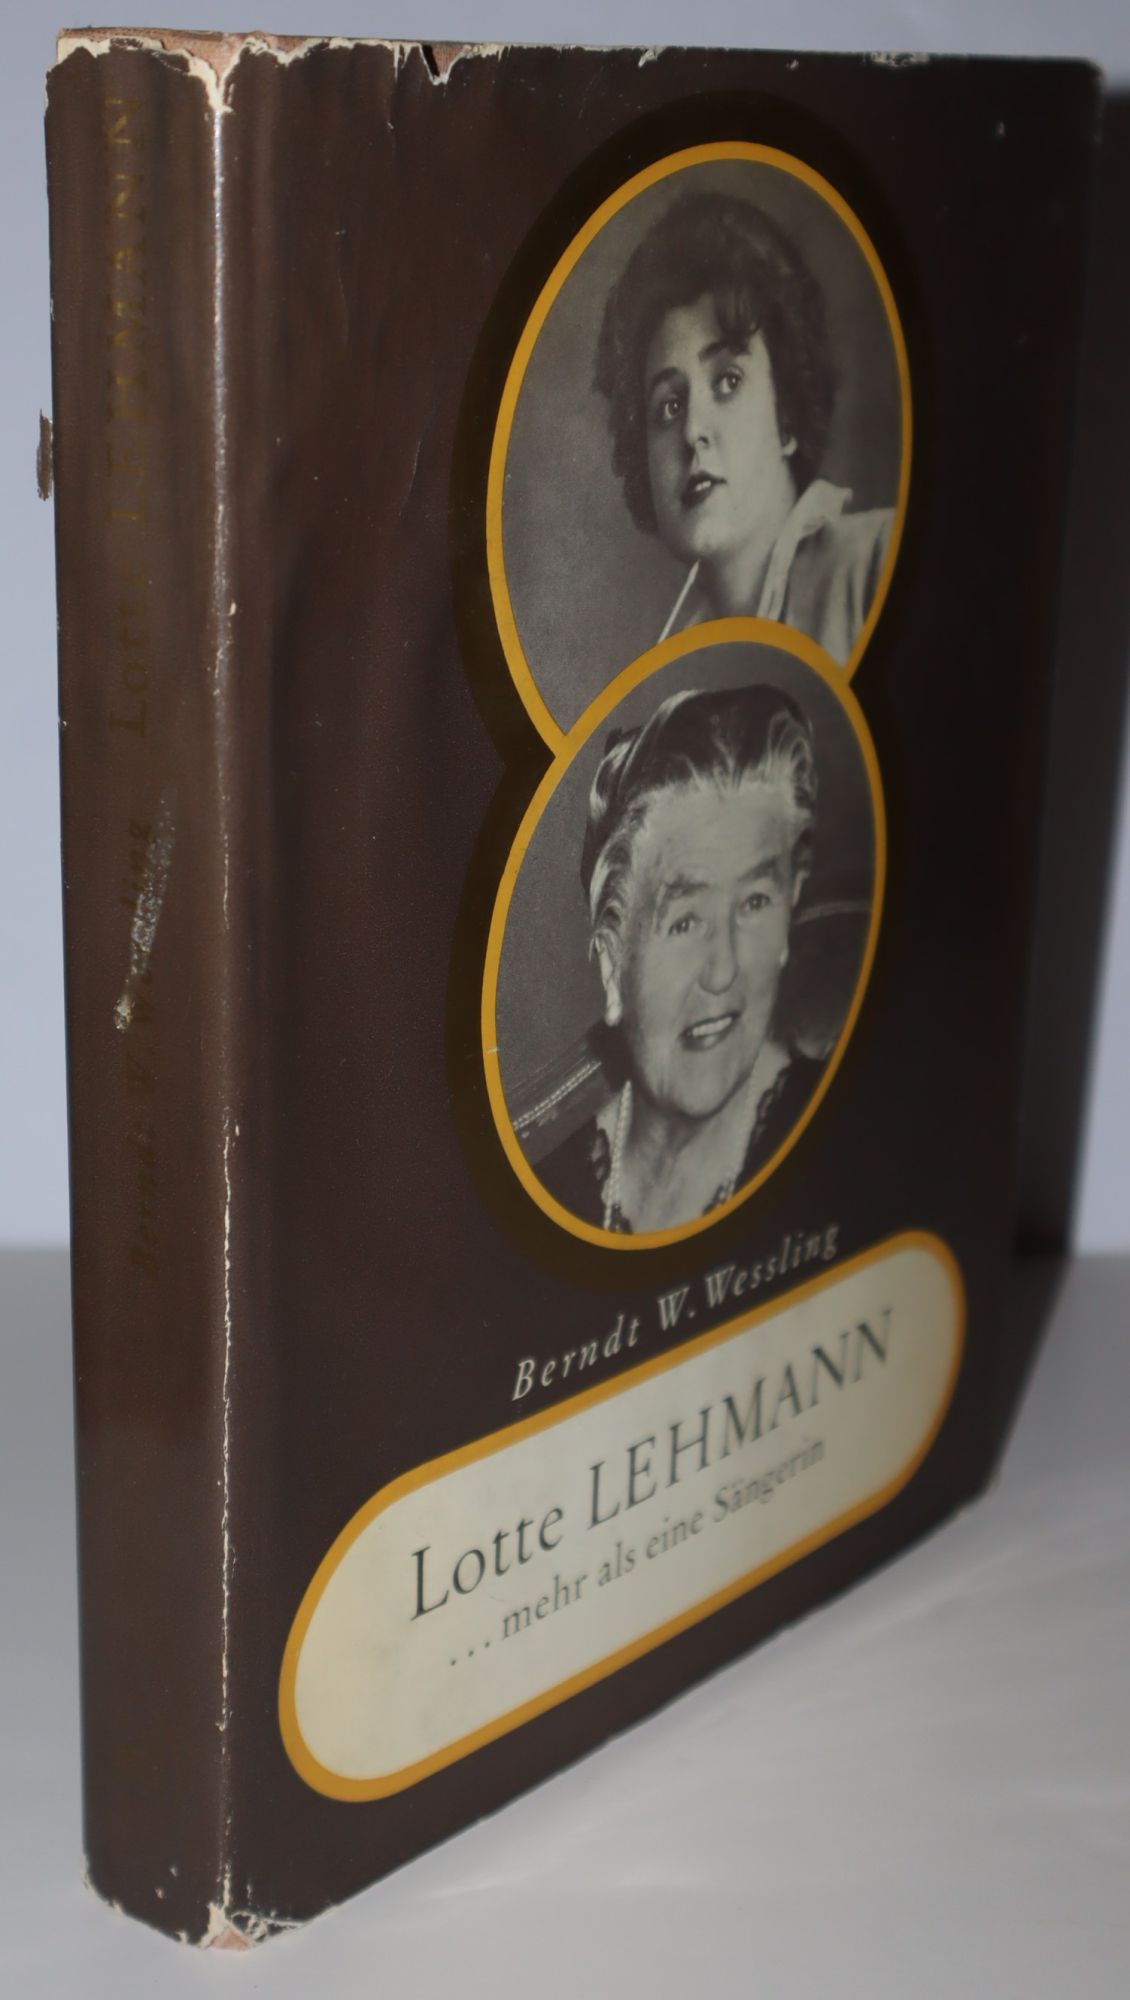 Berndt W. Wessling Lotte LEHMANN
Berndt W. Wessling
Lotte LEHMANN
...mehr als eine Sängerin